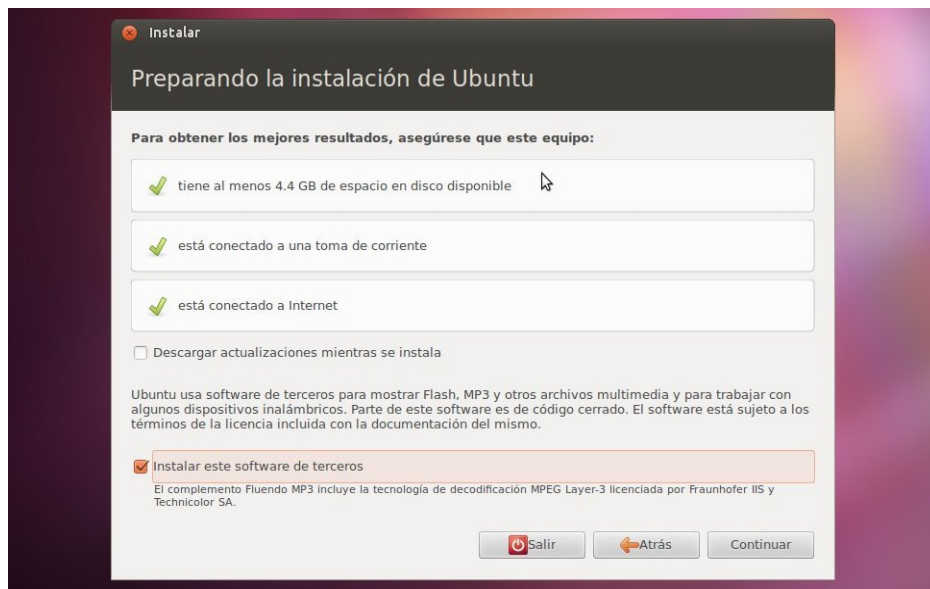 Instalar
Preparando la instalación de Ubuntu
Para obtener los mejores resultados, asegúrese que este equipo:
tiene al menos 4.4 GB de espacio en disco disponible
está conectado a una toma de corriente
está conectado a Internet
Descargar actualizaciones mientras se instala
Ubuntu usa software de terceros para mostrar Flash, MP3 y otros archivos multimedia y para trabajar con
algunos dispositivos inalámbricos. Parte de este software es de código cerrado. El software está sujeto a los
términos de la licencia incluida con la documentación del mismo.
Instalar este software de terceros
El complemento Fluendo MP3 incluye la tecnología de decodificación MPEG Layer-3 licenciada por Fraunhofer IIS y
Technicolor SA.
Salir Atrás Continuar